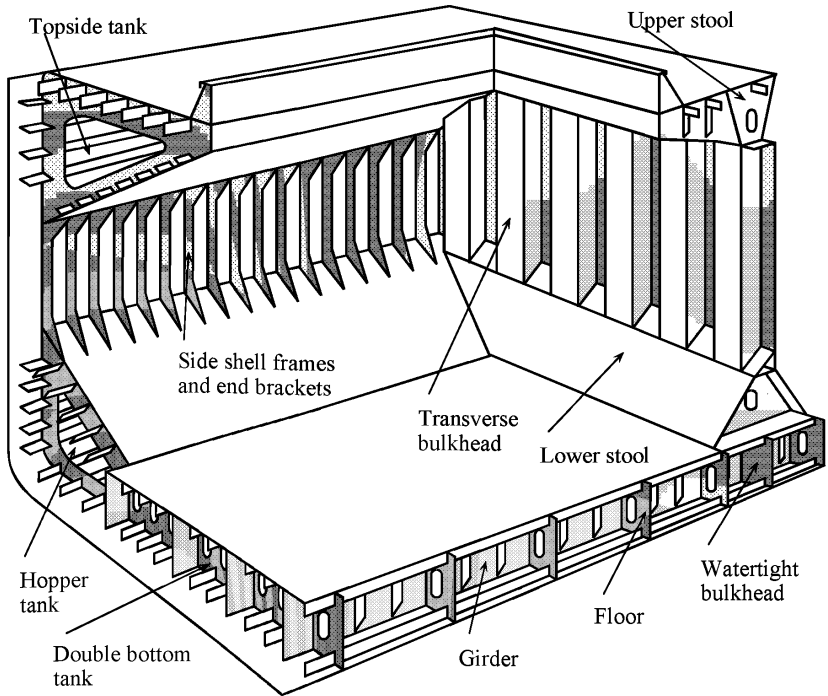 Topside tank
Upper stool
Side shell frames
and end brackets
Transverse
bulkhead
Lower stool
Hopper
tank
Double bottom
tank
Girder
Floor
Watertight
bulkhead